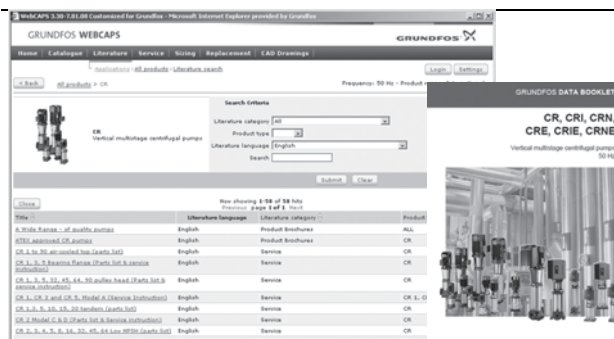 WebCAPS 3.30-7.01.00 Customized for Grundfos - Microsoft Internet Explorer provided by Grundfos
GRUNDFOS WEBCAPS
GRUNDFOS
Home Catalogue Literature Service Sizing Replacement CAD Drawings
Applications All products Literature search
Login Settings
< Back All products > CR
Frequency: 50 Hz - Product
Search Criteria
CR
Vertical multistage centrifugal pumps
Literature category All
Product type
Literature language English
Search
Submit Clear
Close
Now showing 1-58 of 58 hits
Previous page 1 of 1 Next
Title Literature language Literature category Product
A Wide Range - of quality pumps English Product Brochures ALL
ATEX approved CR pumps English Product Brochures CR
CR 1 to 90 air-cooled top (parts list) English Service CR
CR 1, 3, 5 Bearing flange (Parts list & service instruction) English Service CR
CR 1, 3, 5, 32, 45, 64, 90 pulley head (Parts list & service instruction) English Service CR
CR 1, CR 3 and CR 5, Model A (Service Instruction) English Service CR 1, C
CR 1,3, 5, 10, 15, 20 tandem (parts list) English Service CR
CR 2 Model C & D (Parts list & Service instruction) English Service CR
CR 2, 3, 4, 5, 8, 16, 32, 45, 64 Low NPSH (parts list) English Service CR
GRUNDFOS DATA BOOKLET
CR, CRI, CRN,
CRE, CRIE, CRNE
Vertical multistage centrifugal pumps
50 Hz